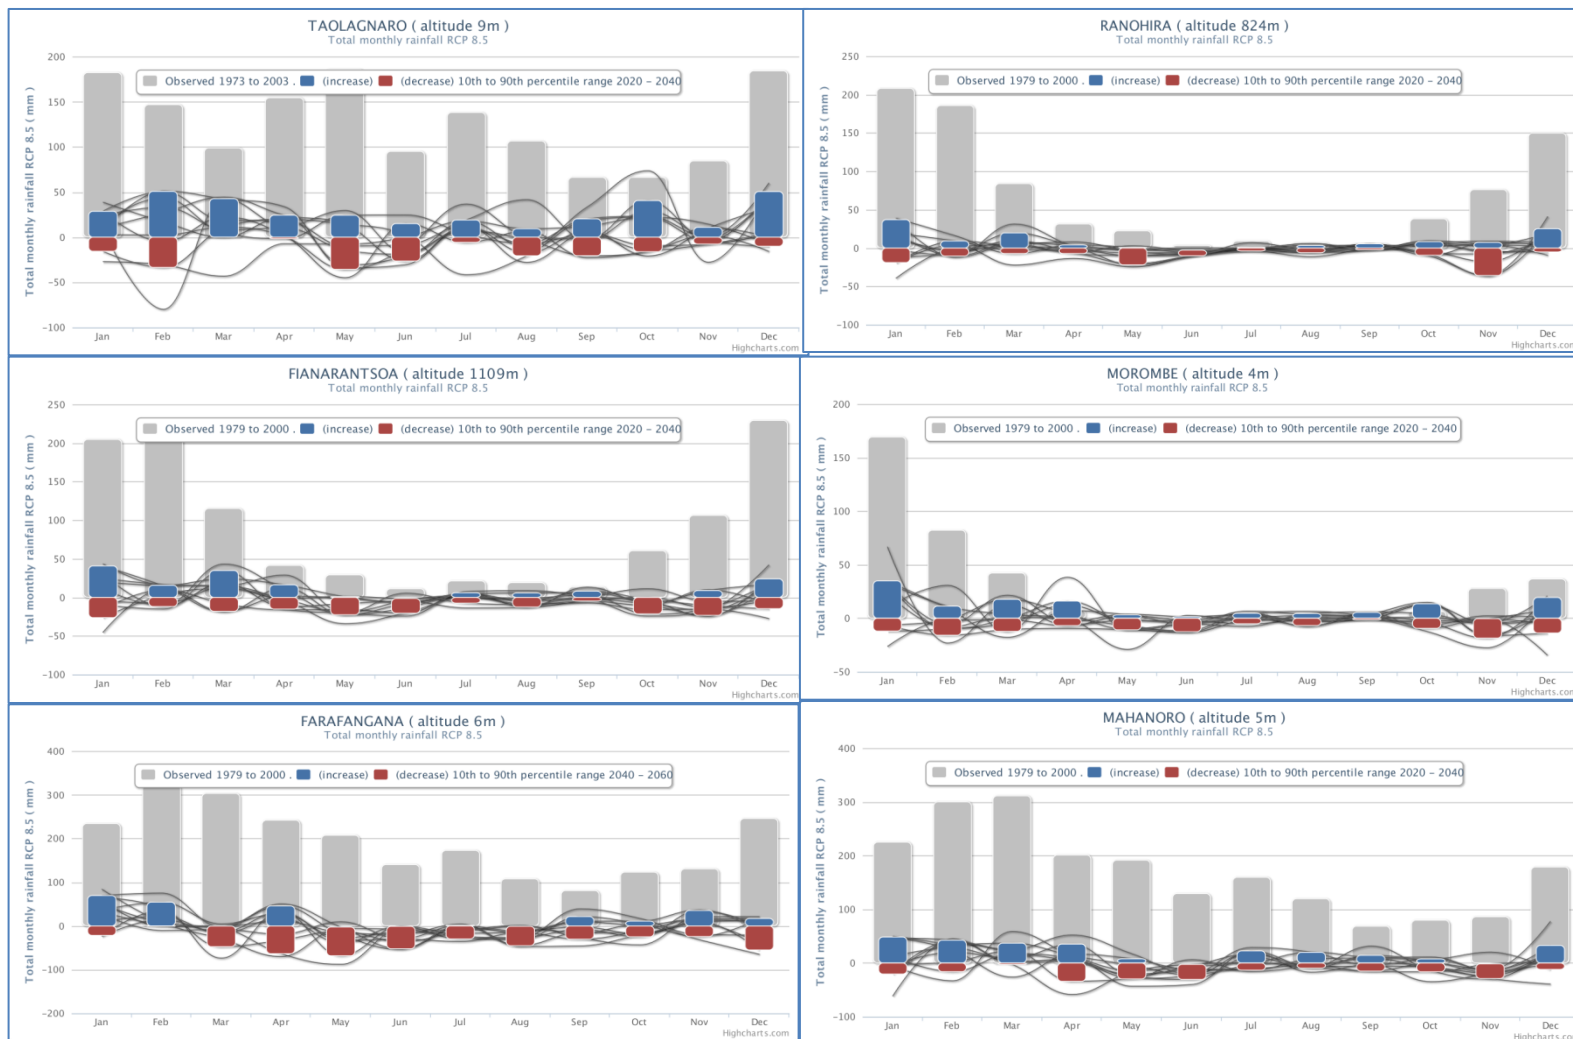 TAOLAGNARO ( altitude 9m )
Total monthly rainfall RCP 8.5
Total monthly rainfall RCP 8.5 ( mm )
200
150
100
50
0
−50
−100
Observed 1973 to 2003 . (increase) (decrease) 10th to 90th percentile range 2020 − 2040
Jan Feb Mar Apr May Jun Jul Aug Sep Oct Nov Dec
Highcharts.com
RANOHIRA ( altitude 824m )
Total monthly rainfall RCP 8.5
Total monthly rainfall RCP 8.5 ( mm )
250
200
150
100
50
0
−50
−100
Observed 1979 to 2000 . (increase) (decrease) 10th to 90th percentile range 2020 − 2040
Jan Feb Mar Apr May Jun Jul Aug Sep Oct Nov Dec
Highcharts.com
FIANARANTSOA ( altitude 1109m )
Total monthly rainfall RCP 8.5
Total monthly rainfall RCP 8.5 ( mm )
250
200
150
100
50
0
−50
−100
Observed 1979 to 2000 . (increase) (decrease) 10th to 90th percentile range 2020 − 2040
Jan Feb Mar Apr May Jun Jul Aug Sep Oct Nov Dec
Highcharts.com
MOROMBE ( altitude 4m )
Total monthly rainfall RCP 8.5
Total monthly rainfall RCP 8.5 ( mm )
200
150
100
50
0
−50
Observed 1979 to 2000 . (increase) (decrease) 10th to 90th percentile range 2020 − 2040
Jan Feb Mar Apr May Jun Jul Aug Sep Oct Nov Dec
Highcharts.com
FARAFANGANA ( altitude 6m )
Total monthly rainfall RCP 8.5
Total monthly rainfall RCP 8.5 ( mm )
400
300
200
100
0
−100
−200
Observed 1979 to 2000 . (increase) (decrease) 10th to 90th percentile range 2040 − 2060
Jan Feb Mar Apr May Jun Jul Aug Sep Oct Nov Dec
Highcharts.com
MAHANORO ( altitude 5m )
Total monthly rainfall RCP 8.5
Total monthly rainfall RCP 8.5 ( mm )
400
300
200
100
0
−100
Observed 1979 to 2000 . (increase) (decrease) 10th to 90th percentile range 2020 − 2040
Jan Feb Mar Apr May Jun Jul Aug Sep Oct Nov Dec
Highcharts.com